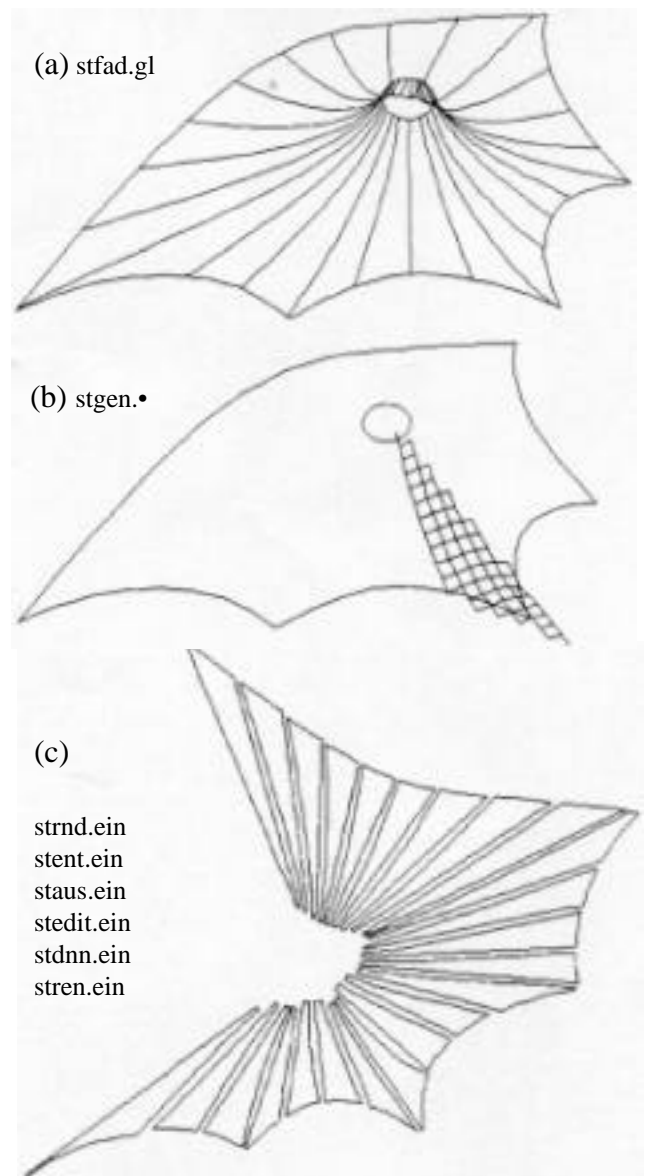 (a) stfad.gl
(b) stgen.•
(c)
strnd.ein
stent.ein
staus.ein
stedit.ein
stdnn.ein
stren.ein